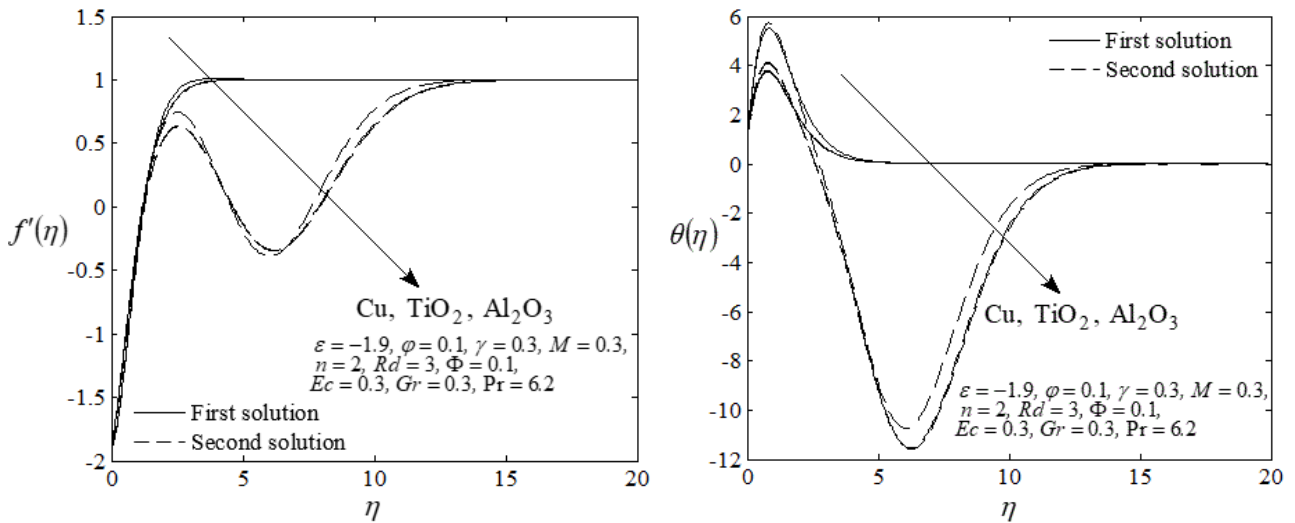 1.5
1
0.5
0
-0.5
-1
-1.5
-2
f′(η)
Cu, TiO₂ , Al₂O₃
ε = −1.9, φ = 0.1, γ = 0.3, M = 0.3,
n = 2, Rd = 3, Φ = 0.1,
Ec = 0.3, Gr = 0.3, Pr = 6.2
First solution
Second solution
0 5 10 15 20
η
6
4
2
0
-2
-4
-6
-8
-10
-12
θ(η)
First solution
Second solution
Cu, TiO₂ , Al₂O₃
ε = −1.9, φ = 0.1, γ = 0.3, M = 0.3,
n = 2, Rd = 3, Φ = 0.1,
Ec = 0.3, Gr = 0.3, Pr = 6.2
0 5 10 15 20
η